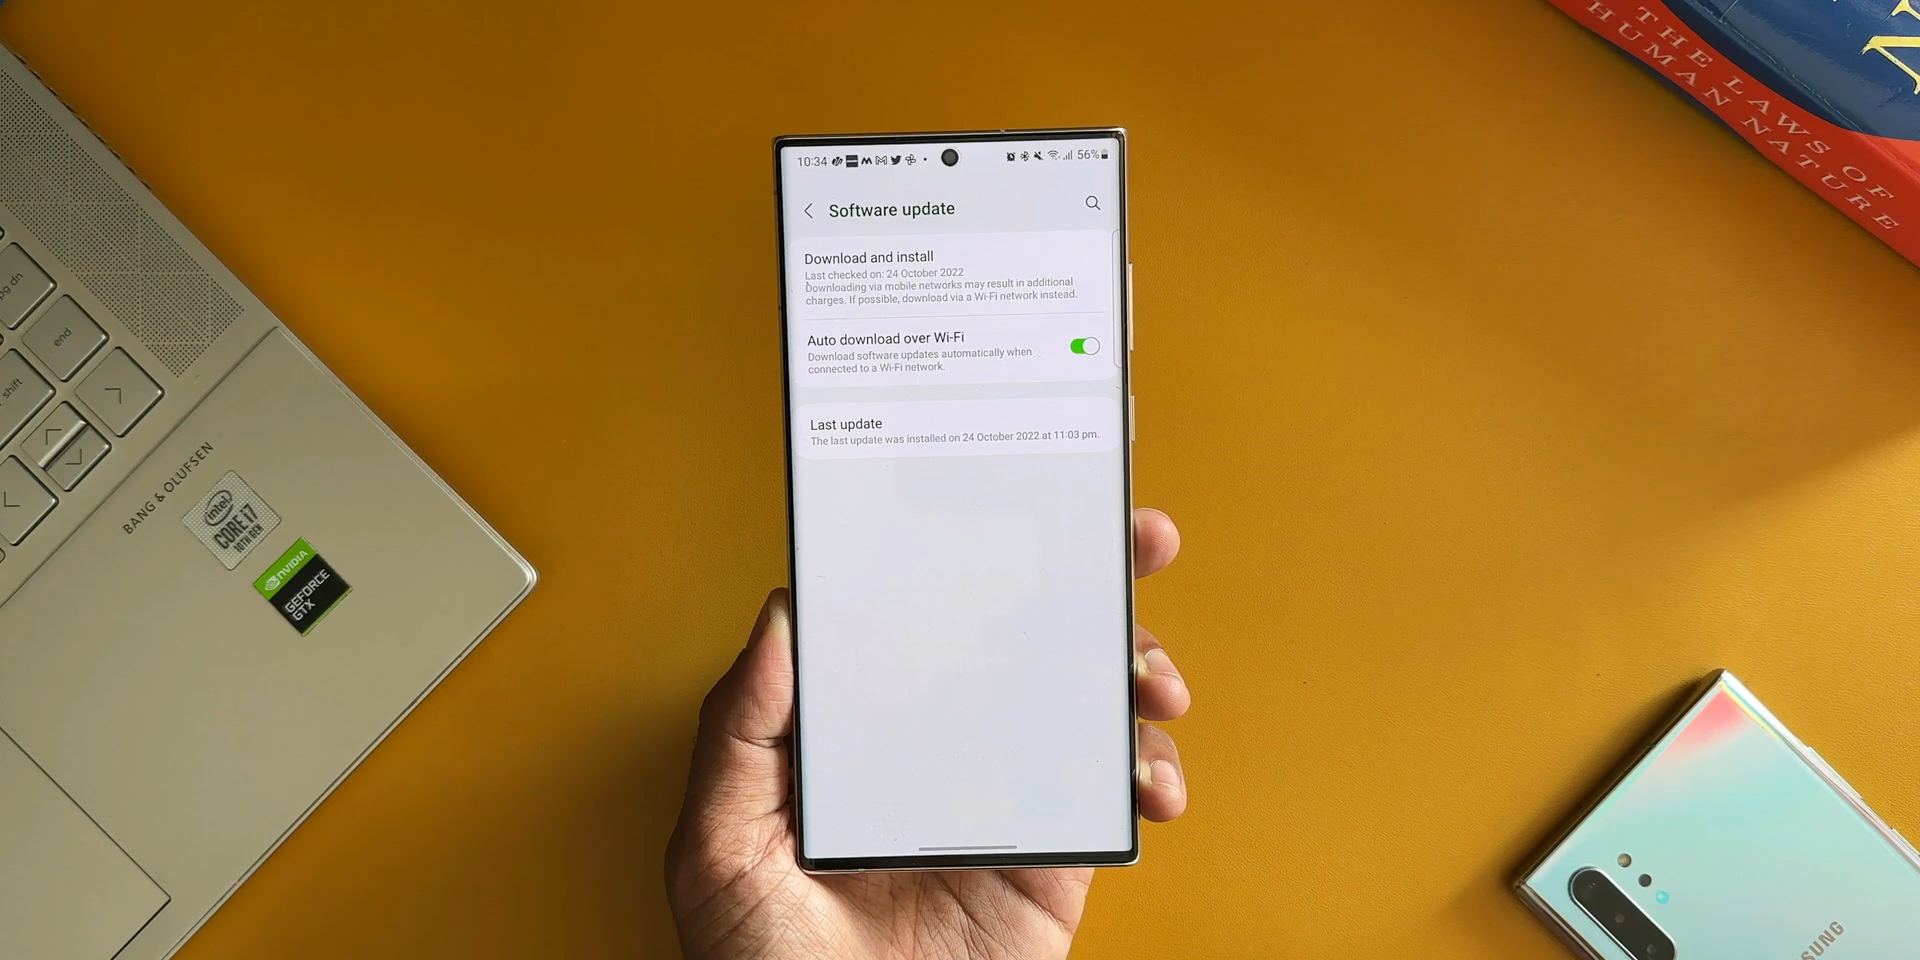 10:34
56%
Software update
Download and install
Last checked on: 24 October 2022
Downloading via mobile networks may result in additional
charges. If possible, download via a Wi-Fi network instead.
Auto download over Wi-Fi
Download software updates automatically when
connected to a Wi-Fi network.
Last update
The last update was installed on 24 October 2022 at 11:03 pm.
pg dn
end
shift
BANG & OLUFSEN
intel
CORE i7
10TH GEN
NVIDIA
GEFORCE
GTX
THE LAWS OF
HUMAN NATURE
SUNG